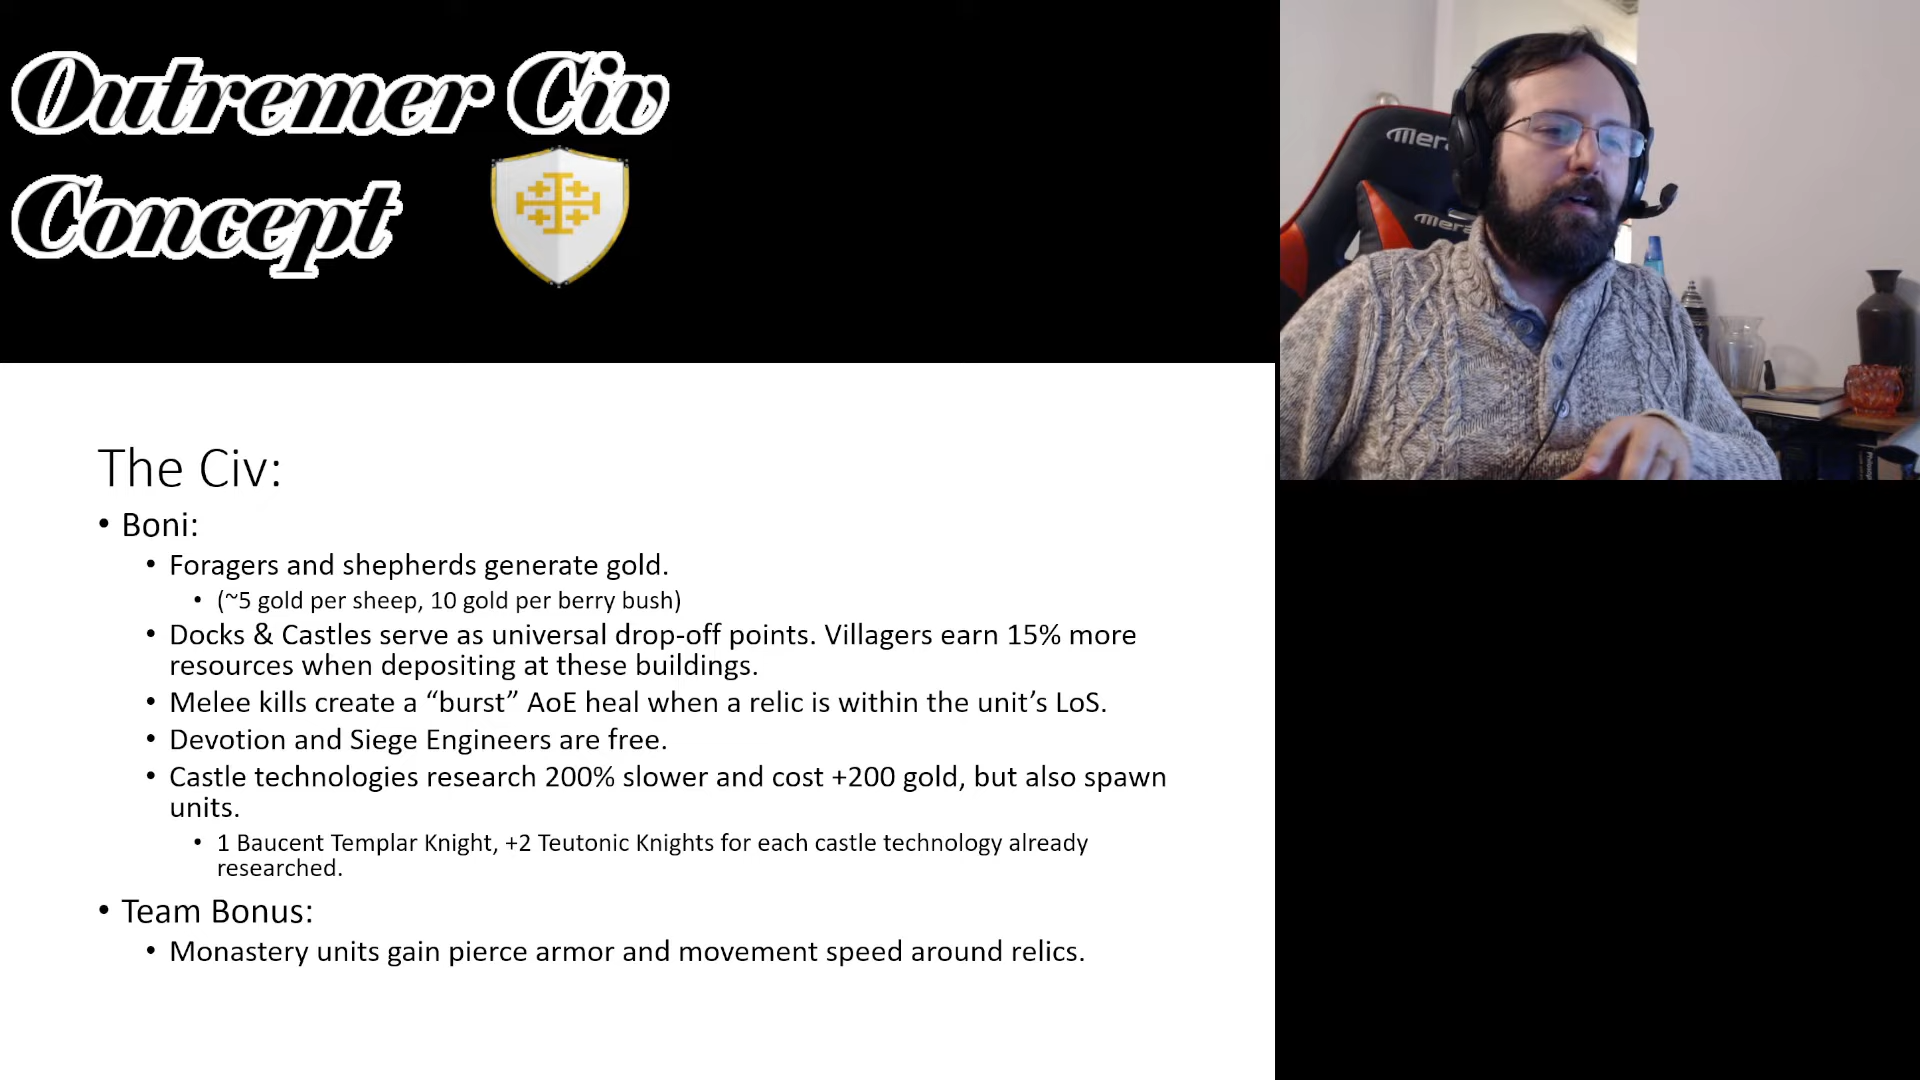 Outremer Civ
Concept
The Civ:
• Boni:
• Foragers and shepherds generate gold.
• (~5 gold per sheep, 10 gold per berry bush)
• Docks & Castles serve as universal drop-off points. Villagers earn 15% more
resources when depositing at these buildings.
• Melee kills create a “burst” AoE heal when a relic is within the unit’s LoS.
• Devotion and Siege Engineers are free.
• Castle technologies research 200% slower and cost +200 gold, but also spawn
units.
• 1 Baucent Templar Knight, +2 Teutonic Knights for each castle technology already
researched.
• Team Bonus:
• Monastery units gain pierce armor and movement speed around relics.